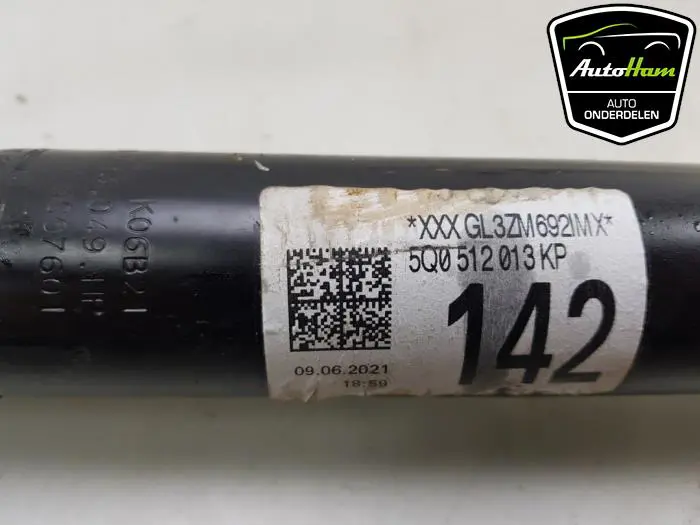 AutoHam
AUTO
ONDERDELEN
*XXX GL3ZM692IMX*
5Q0 512 013 KP
142
09.06.2021
18:59
K06B21